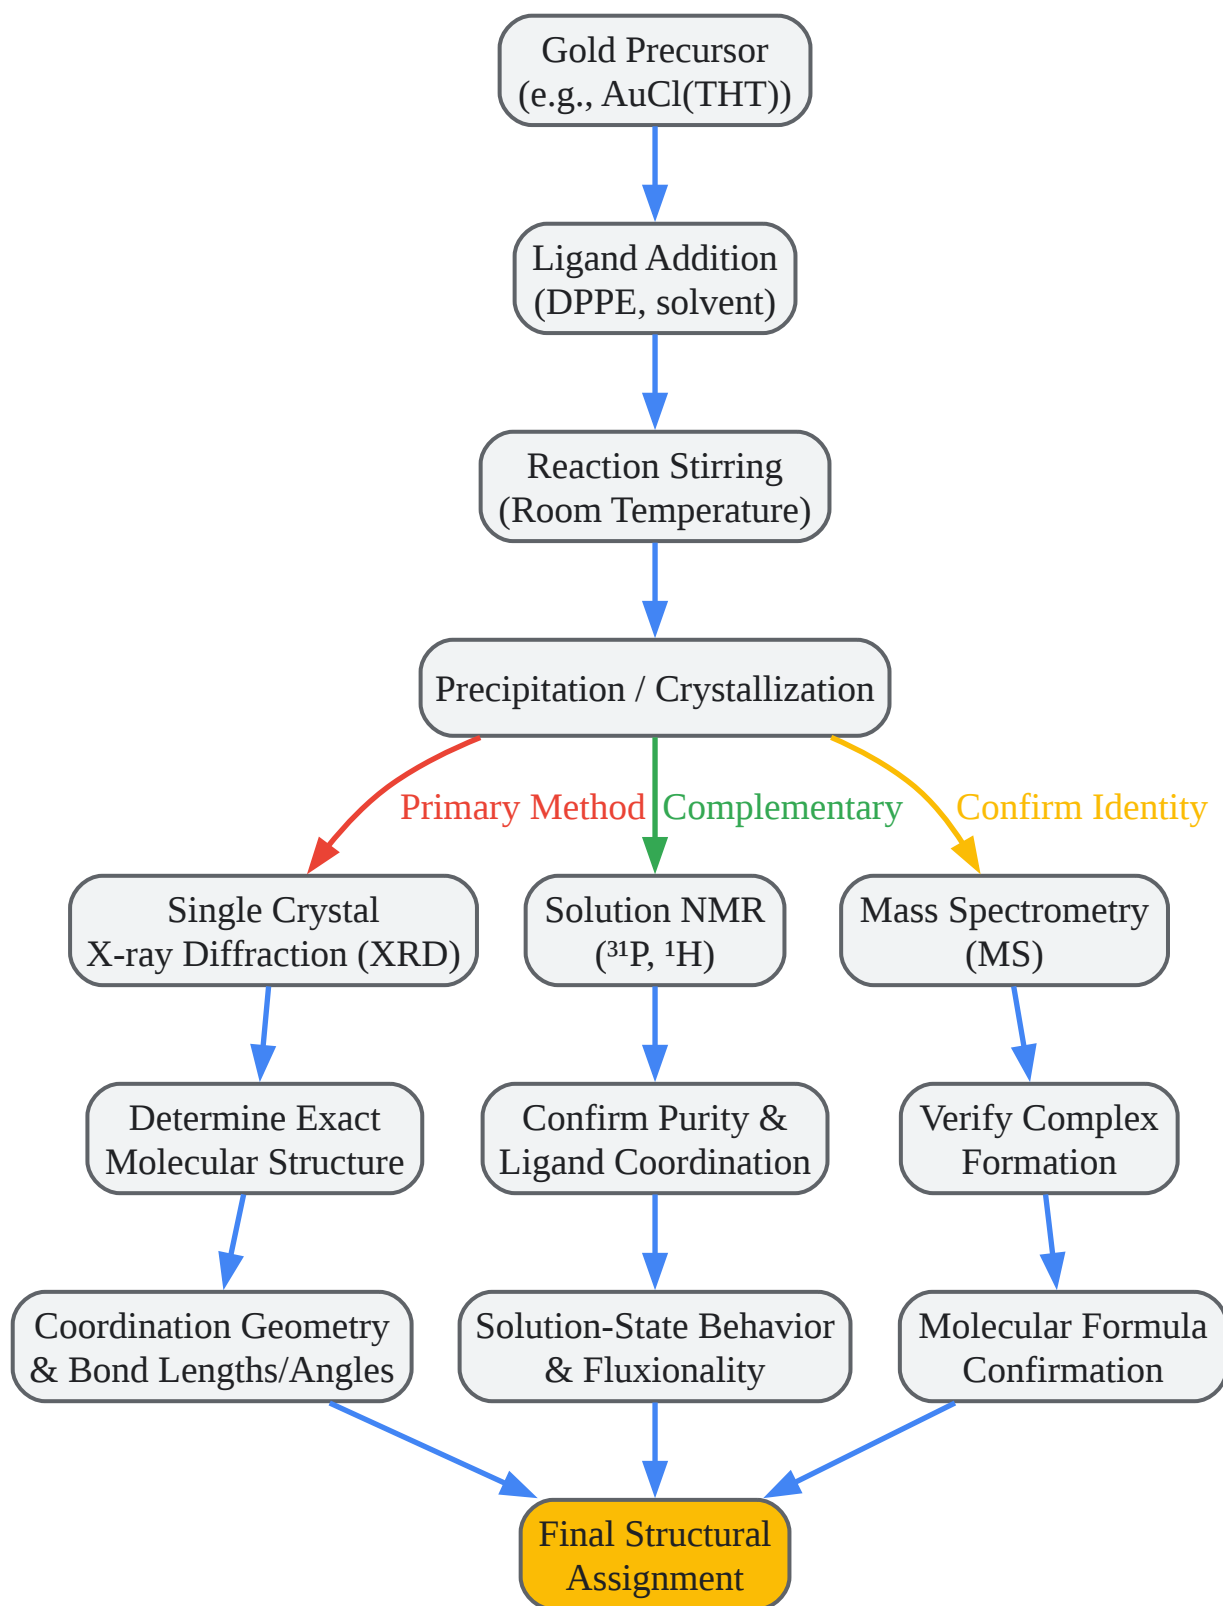 Gold Precursor
(e.g., AuCl(THT))
Ligand Addition
(DPPE, solvent)
Reaction Stirring
(Room Temperature)
Precipitation / Crystallization
Primary Method
Complementary
Confirm Identity
Single Crystal
X-ray Diffraction (XRD)
Solution NMR
(³¹P, ¹H)
Mass Spectrometry
(MS)
Determine Exact
Molecular Structure
Confirm Purity &
Ligand Coordination
Verify Complex
Formation
Coordination Geometry
& Bond Lengths/Angles
Solution-State Behavior
& Fluxionality
Molecular Formula
Confirmation
Final Structural
Assignment